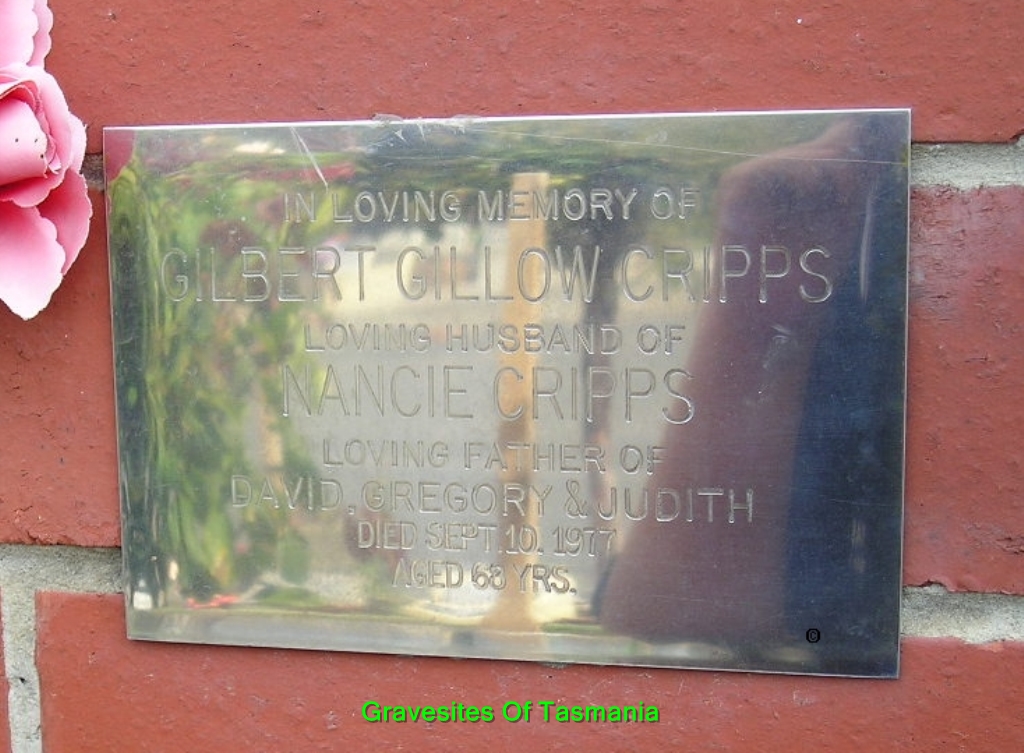 IN LOVING MEMORY OF
GILBERT GILLOW CRIPPS
LOVING HUSBAND OF
NANCIE CRIPPS
LOVING FATHER OF
DAVID, GREGORY & JUDITH
DIED SEPT. 10. 1977
AGED 63 YRS.
©
Gravesites Of Tasmania